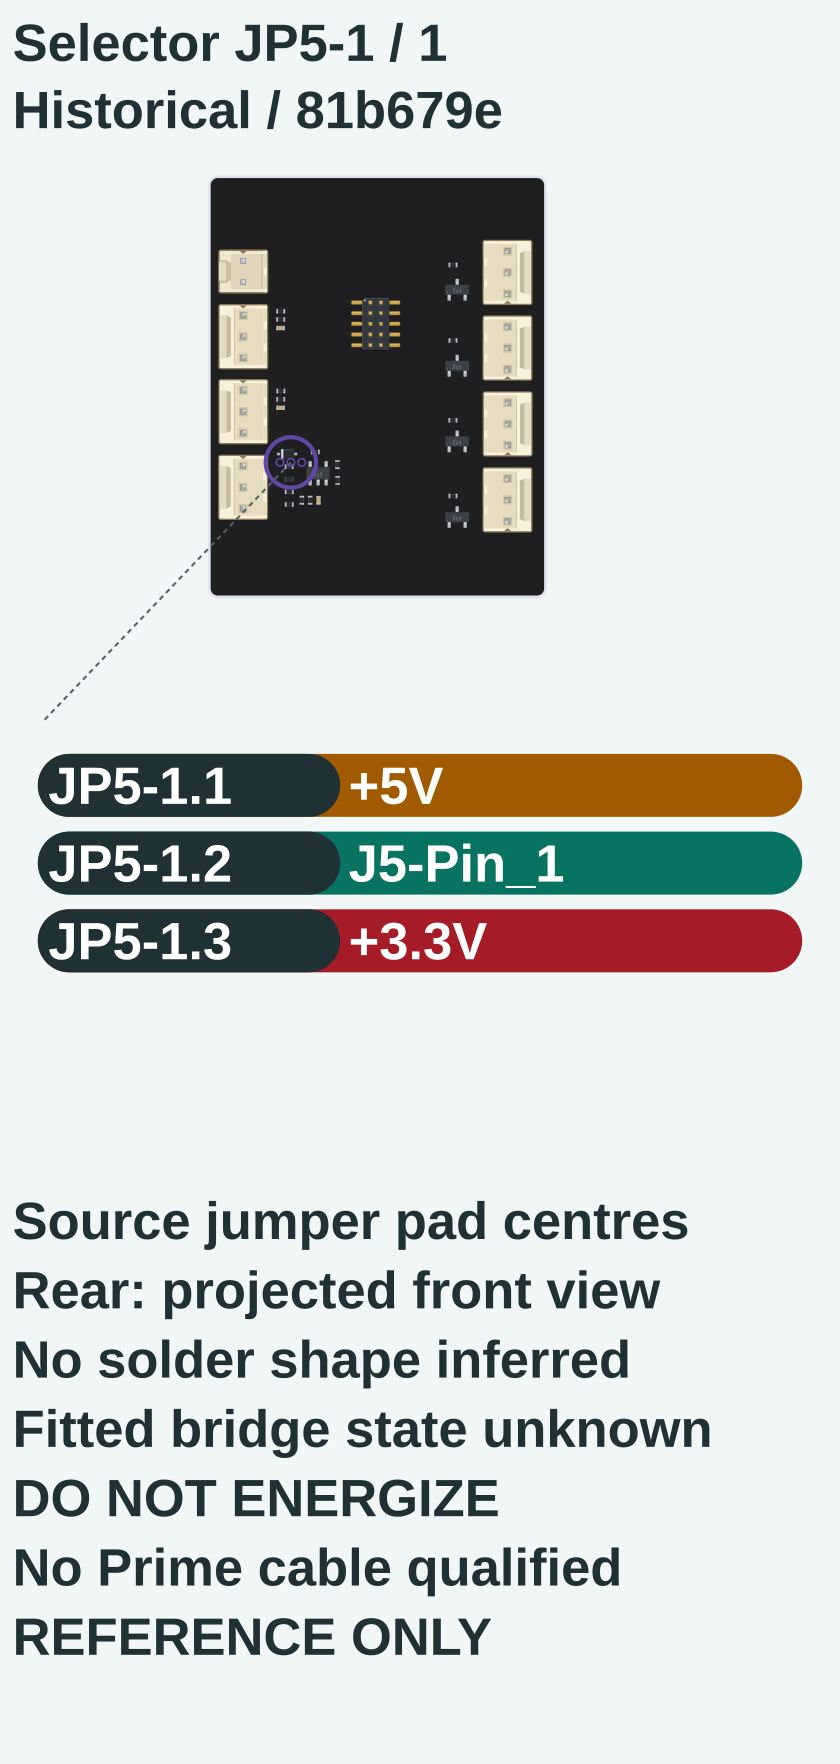 Selector JP5-1 / 1
Historical / 81b679e
JP5-1.1 +5V
JP5-1.2 J5-Pin_1
JP5-1.3 +3.3V
Source jumper pad centres
Rear: projected front view
No solder shape inferred
Fitted bridge state unknown
DO NOT ENERGIZE
No Prime cable qualified
REFERENCE ONLY